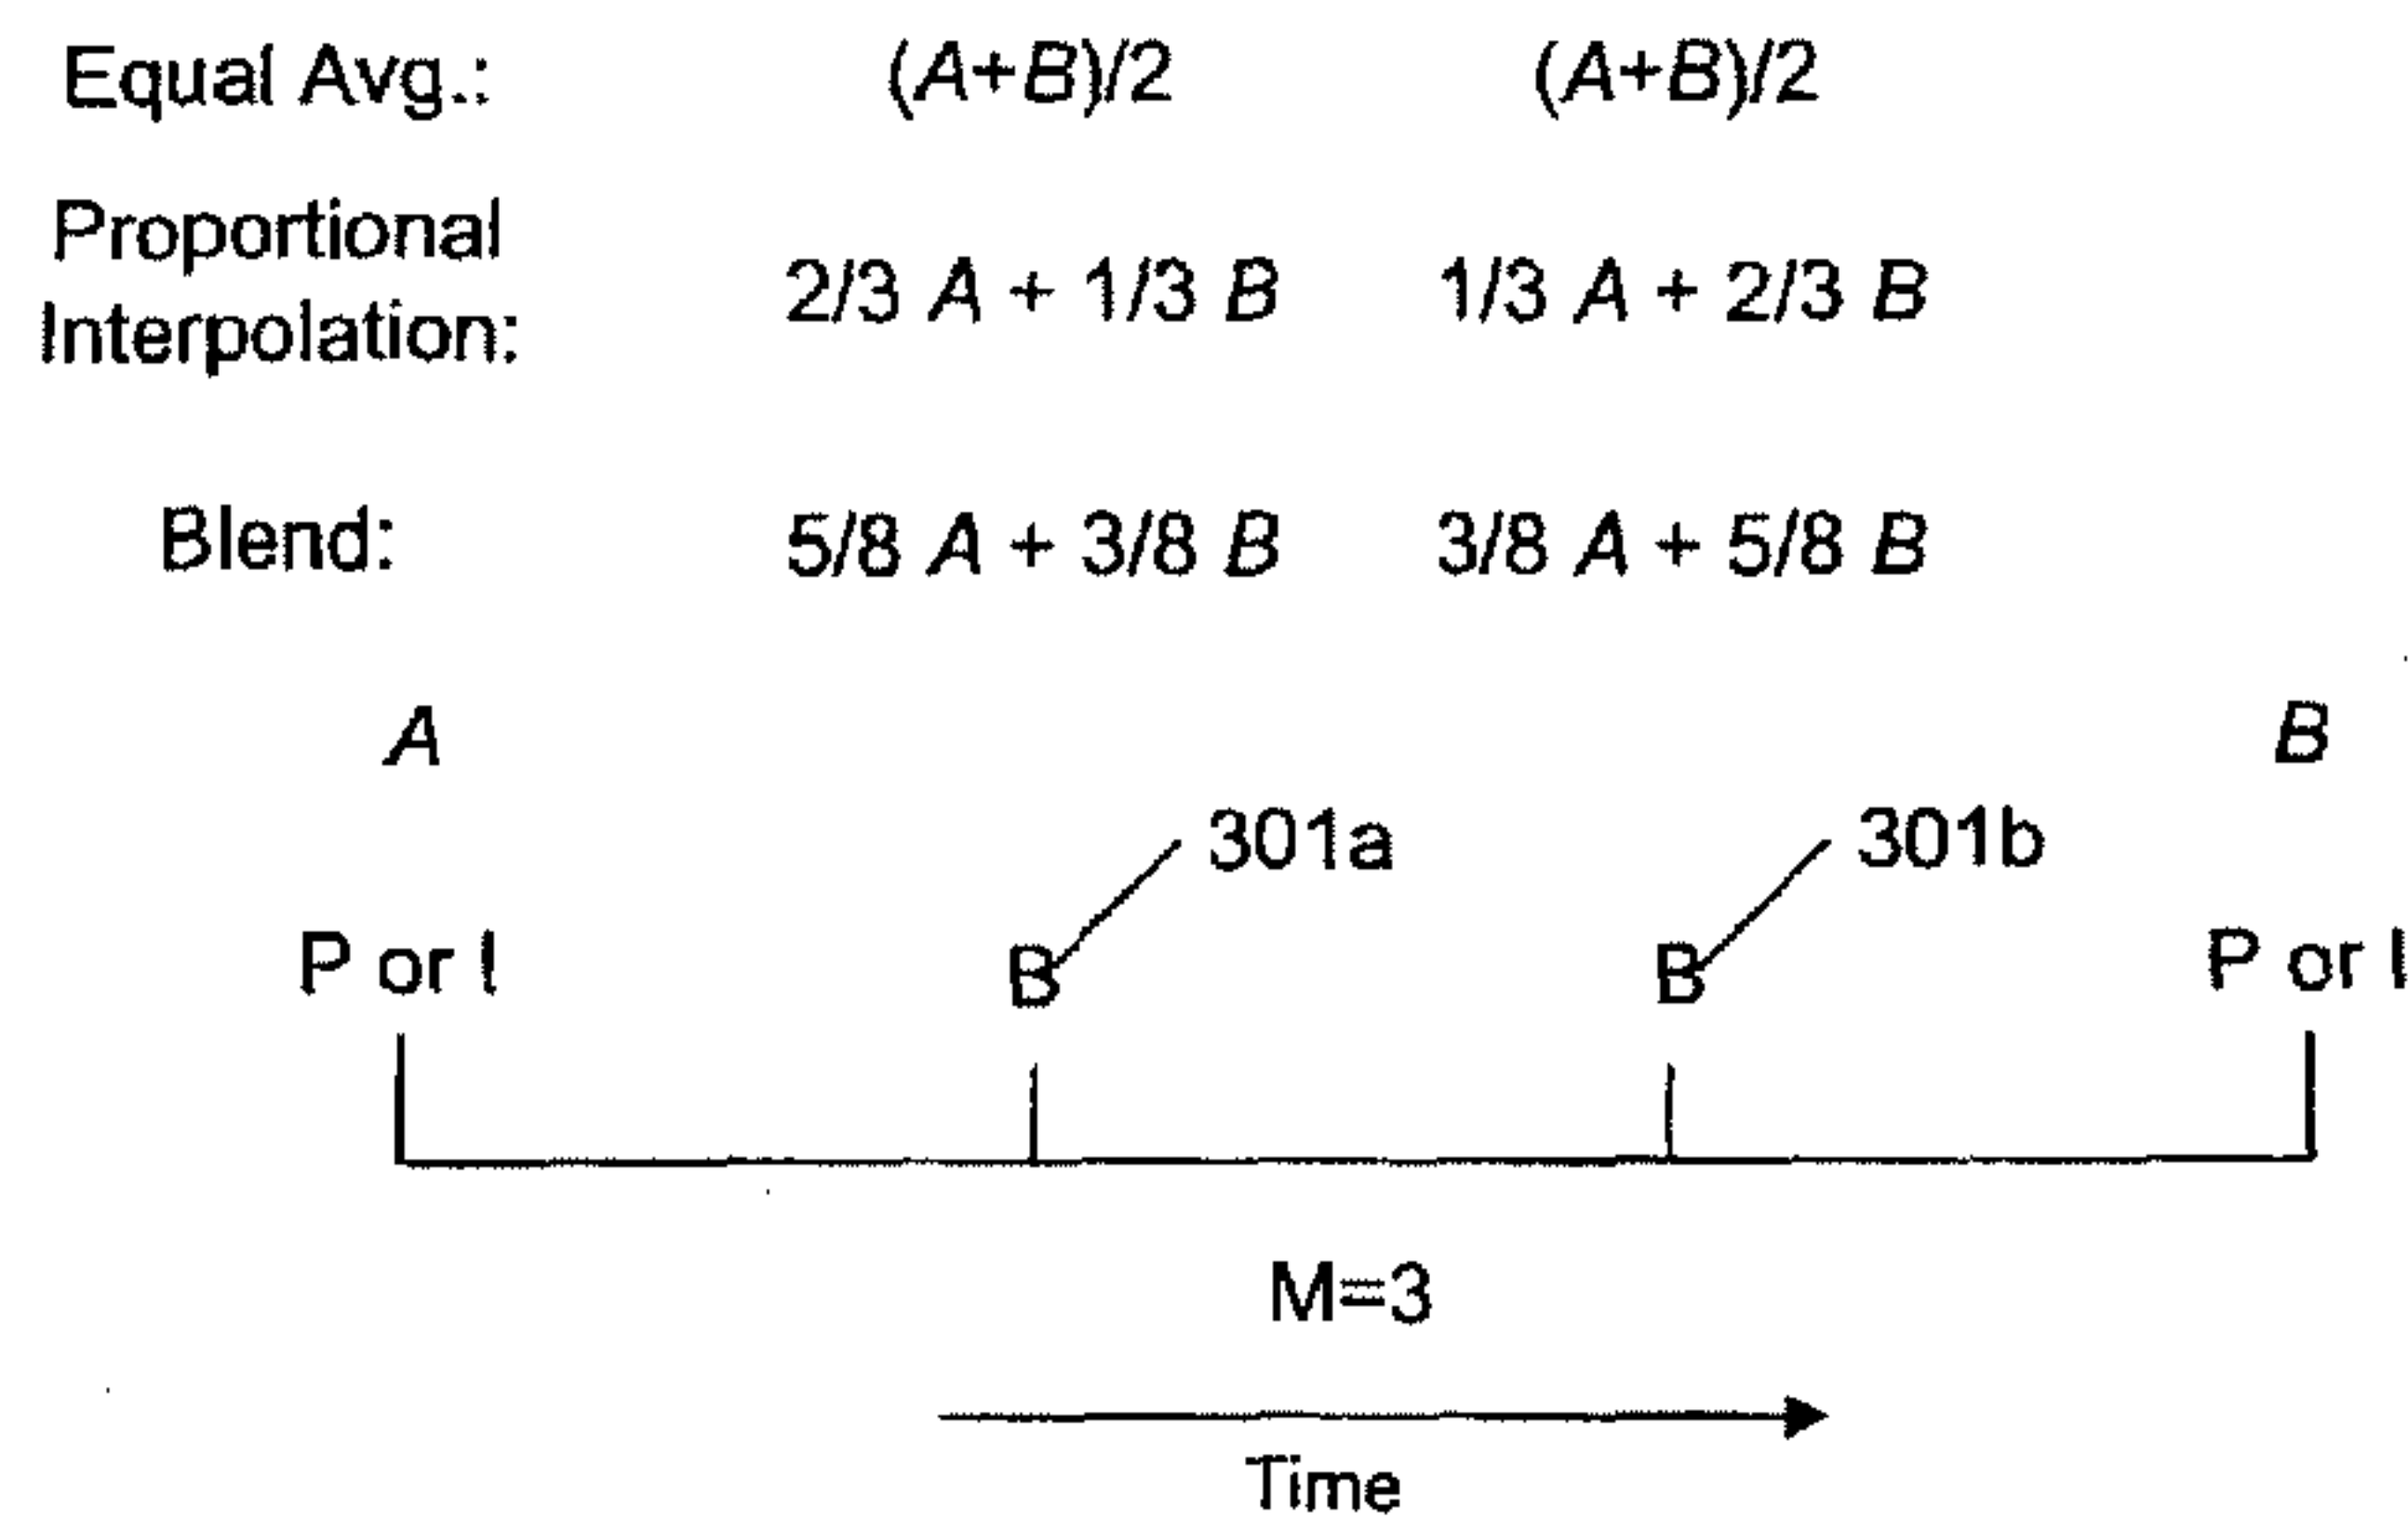 Equal Avg.: (A+B)/2 (A+B)/2
Proportional
Interpolation: 2/3 A + 1/3 B 1/3 A + 2/3 B
Blend: 5/8 A + 3/8 B 3/8 A + 5/8 B
A B
301a 301b
P or I B B P or I
M=3
Time